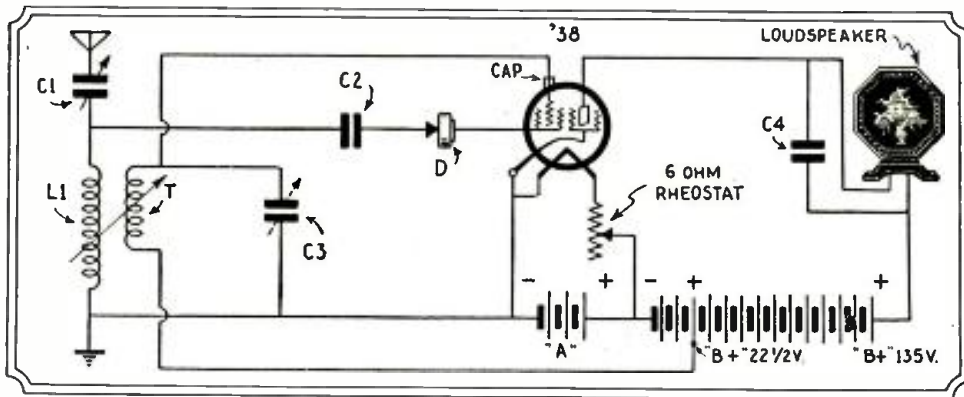 '38
LOUDSPEAKER
CAP
C1
C2
C4
D
6 OHM
RHEOSTAT
L1
T
C3
- + - + +
"A"
"B+" 22½V.
"B+" 135V.